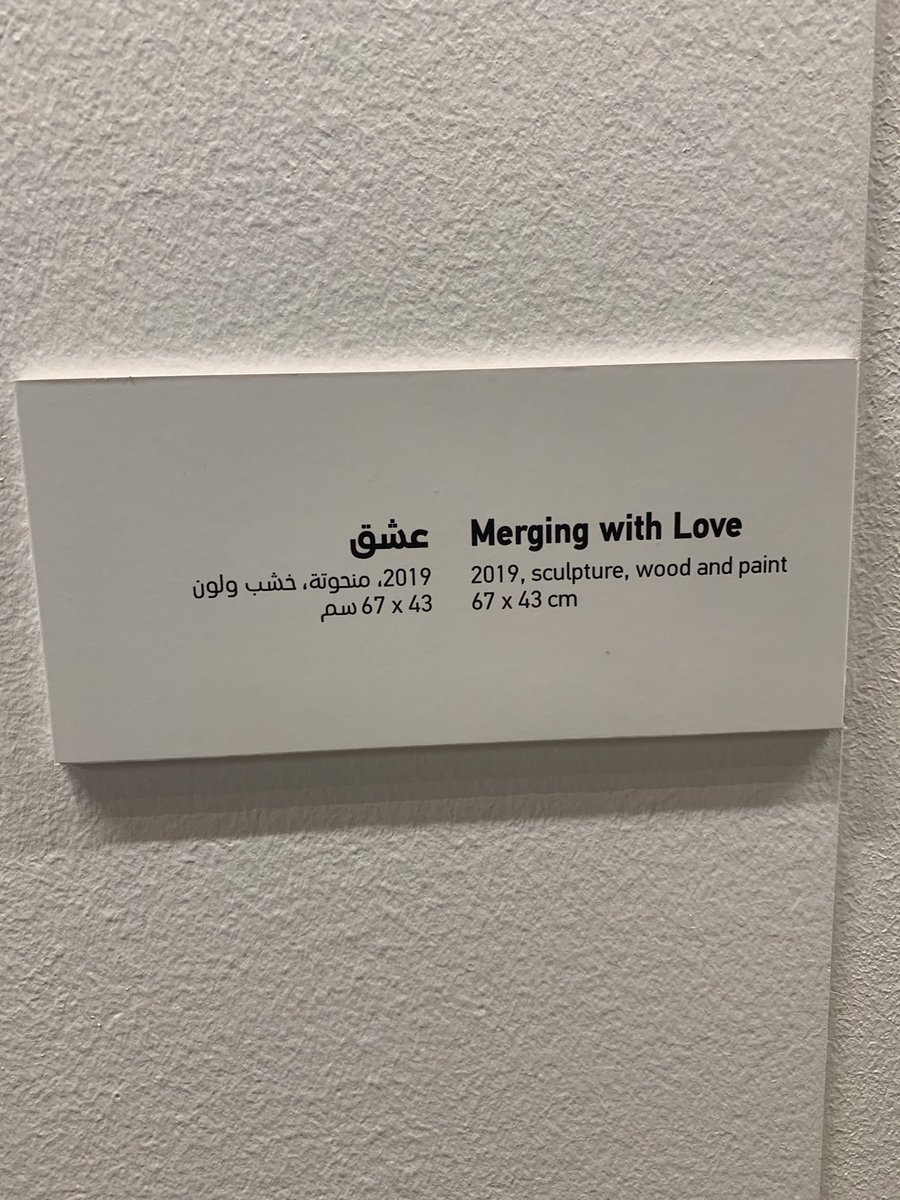 عشق
2019، منحوتة، خشب ولون
67 x 43 سم
Merging with Love
2019, sculpture, wood and paint
67 x 43 cm